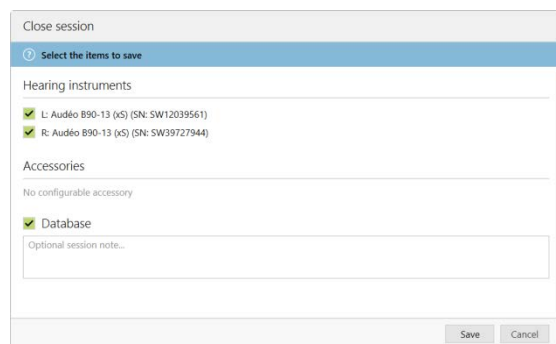 Close session
? Select the items to save
Hearing instruments
L: Audéo B90-13 (xS) (SN: SW12039561)
R: Audéo B90-13 (xS) (SN: SW39727944)
Accessories
No configurable accessory
Database
Optional session note...
Save Cancel